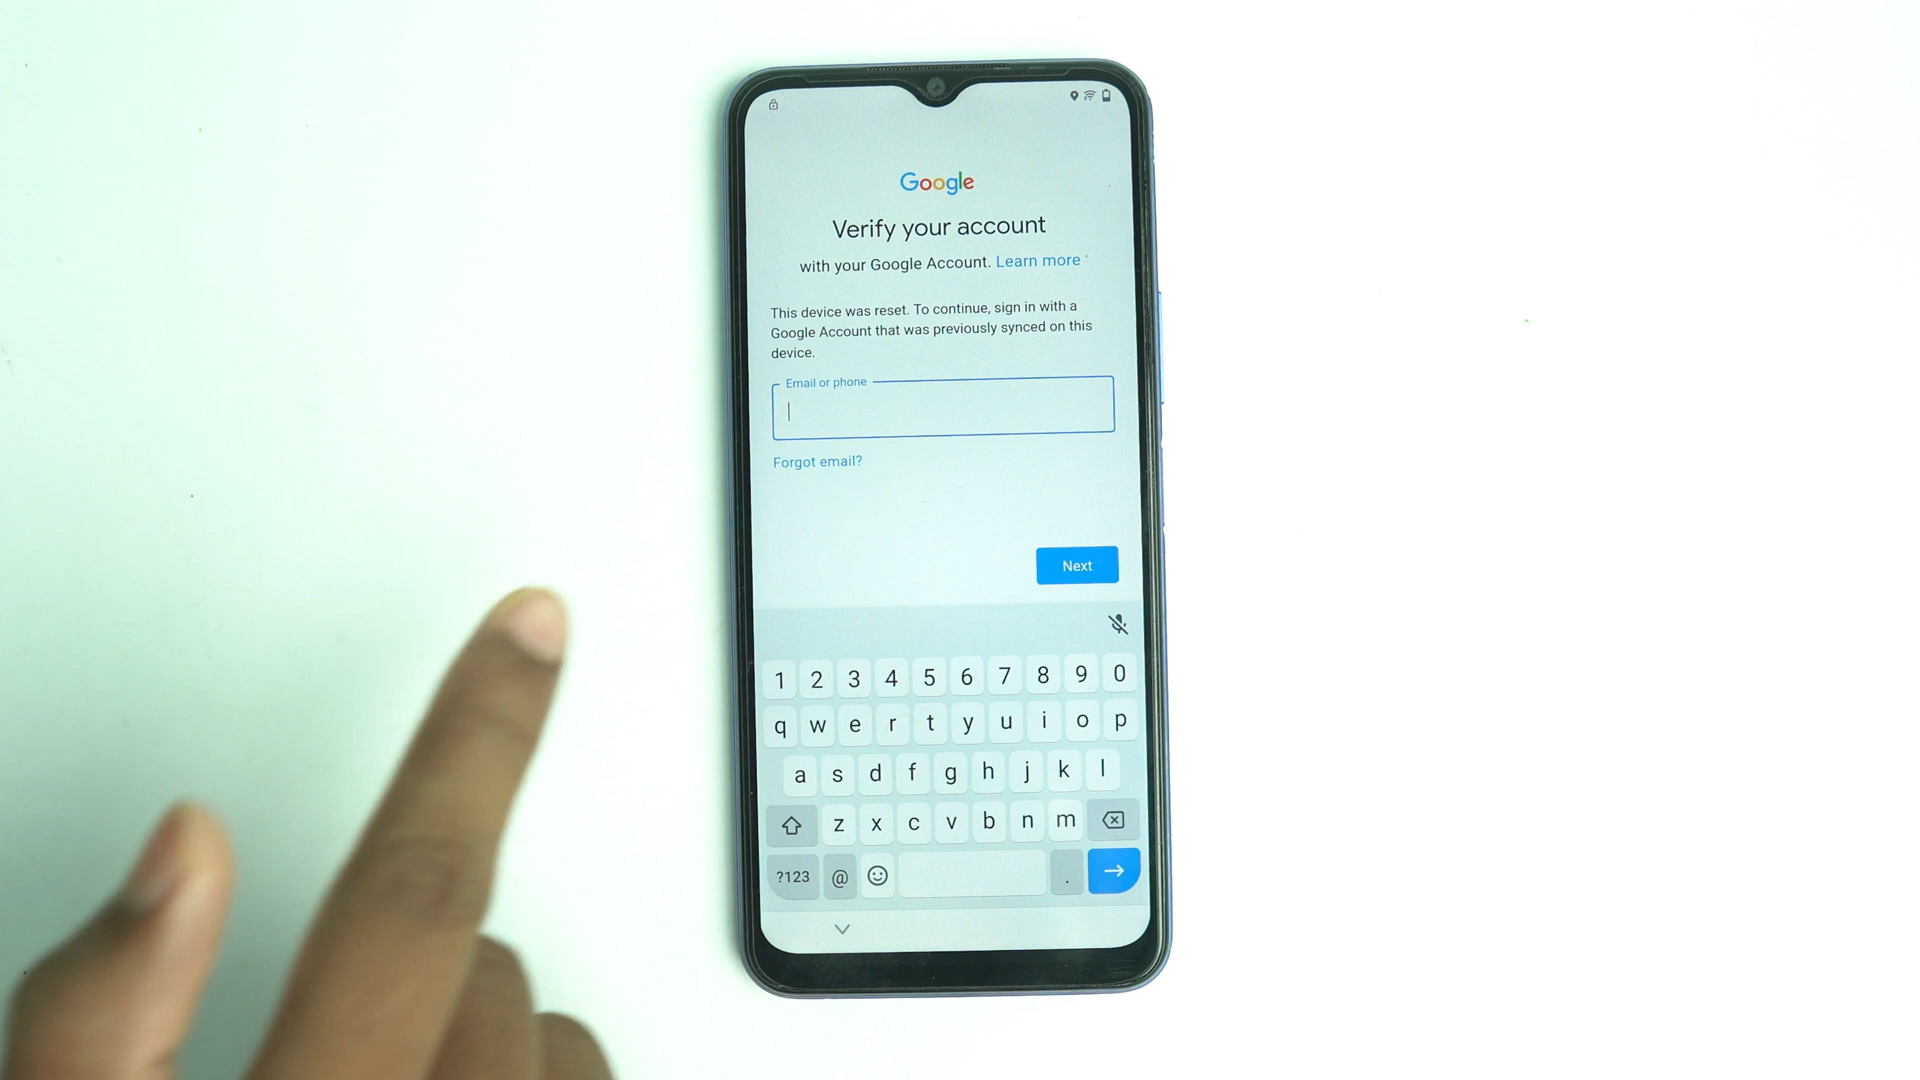 Google
Verify your account
with your Google Account. Learn more
This device was reset. To continue, sign in with a
Google Account that was previously synced on this
device.
Email or phone
Forgot email?
Next
1 2 3 4 5 6 7 8 9 0
q w e r t y u i o p
a s d f g h j k l
z x c v b n m
?123 @ .